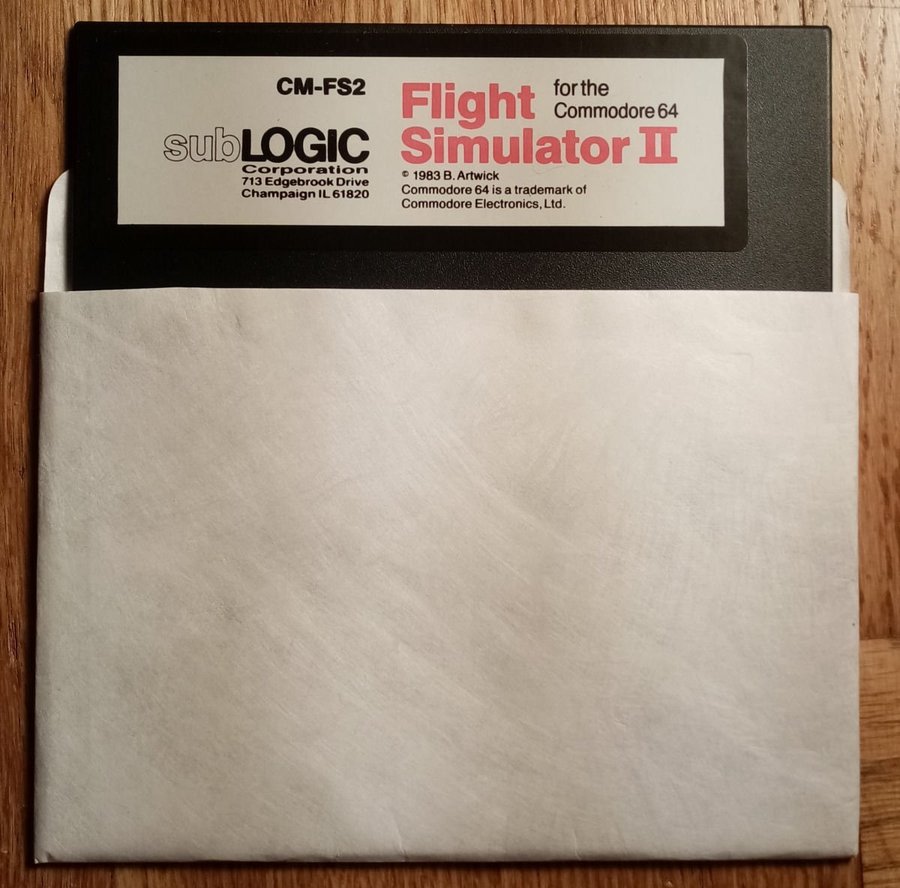 CM-FS2
subLOGIC
Corporation
713 Edgebrook Drive
Champaign IL 61820
Flight
Simulator II
for the
Commodore 64
© 1983 B. Artwick
Commodore 64 is a trademark of
Commodore Electronics, Ltd.